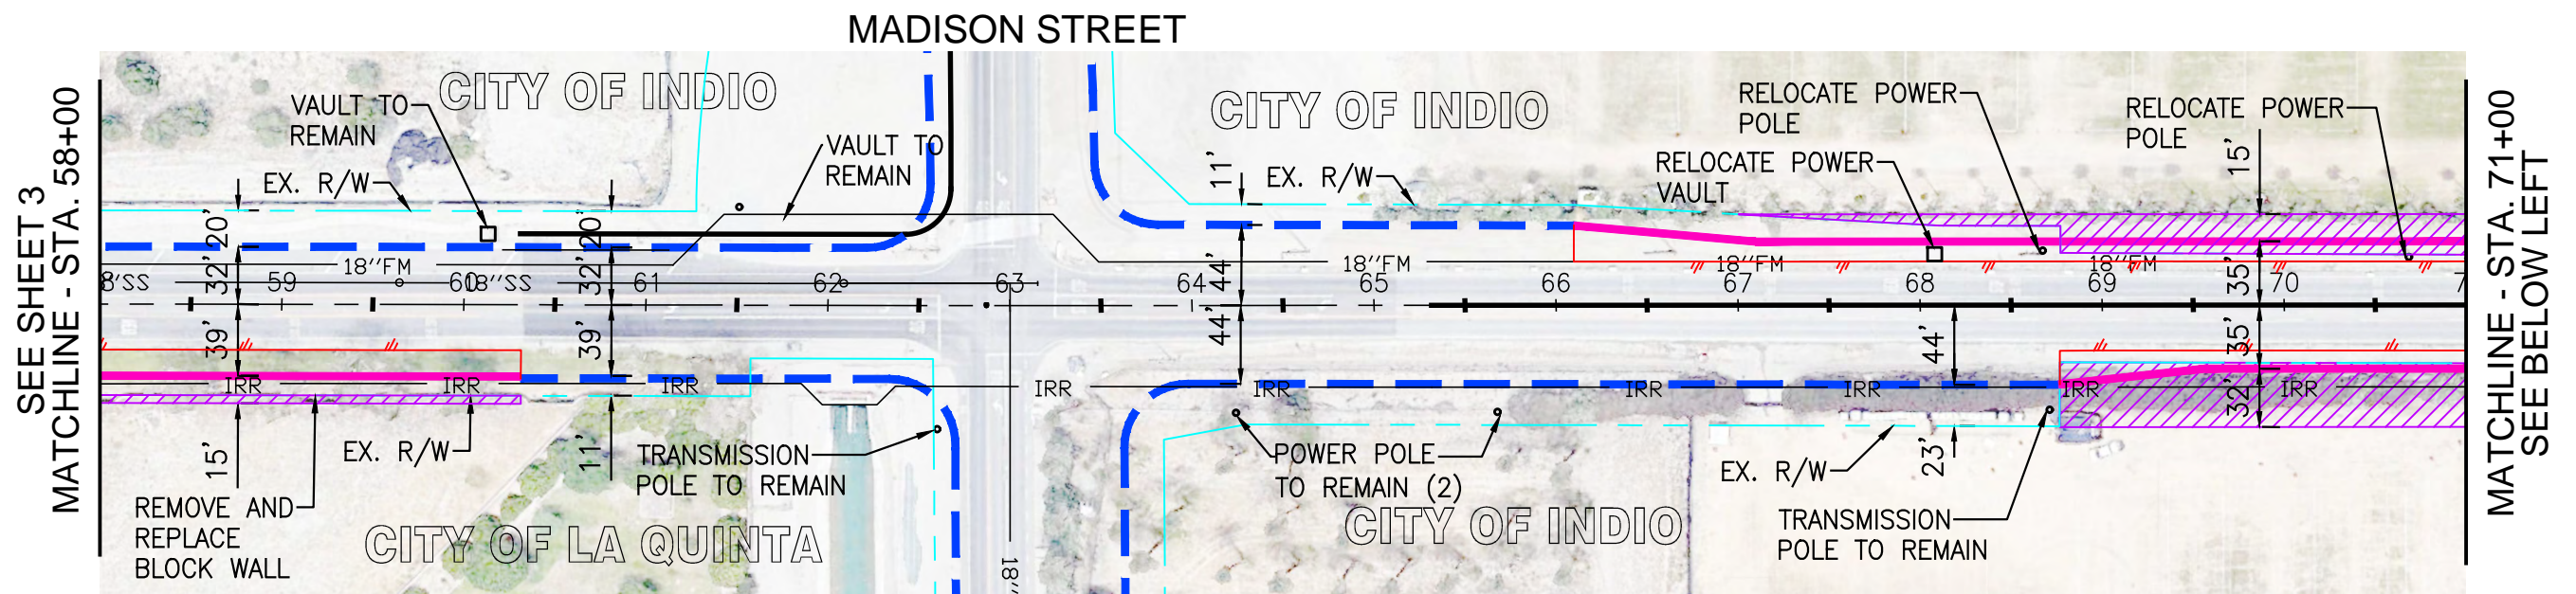 MADISON STREET
SEE SHEET 3
MATCHLINE - STA. 58+00
CITY OF INDIO
VAULT TO
REMAIN
EX. R/W
VAULT TO
REMAIN
CITY OF INDIO
11'
EX. R/W
RELOCATE POWER
POLE
RELOCATE POWER
VAULT
RELOCATE POWER
POLE
15'
20'
20'
32'
32'
44'
35'
18''FM
18''FM
18''FM
18''FM
8'SS
18''SS
59
60
61
62
63
64
65
66
67
68
69
70
7
39'
39'
44'
44'
35'
32'
IRR
IRR
IRR
IRR
IRR
IRR
IRR
IRR
IRR
15'
EX. R/W
11'
TRANSMISSION
POLE TO REMAIN
POWER POLE
TO REMAIN (2)
EX. R/W
23'
TRANSMISSION
POLE TO REMAIN
REMOVE AND
REPLACE
BLOCK WALL
CITY OF LA QUINTA
CITY OF INDIO
18''
MATCHLINE - STA. 71+00
SEE BELOW LEFT